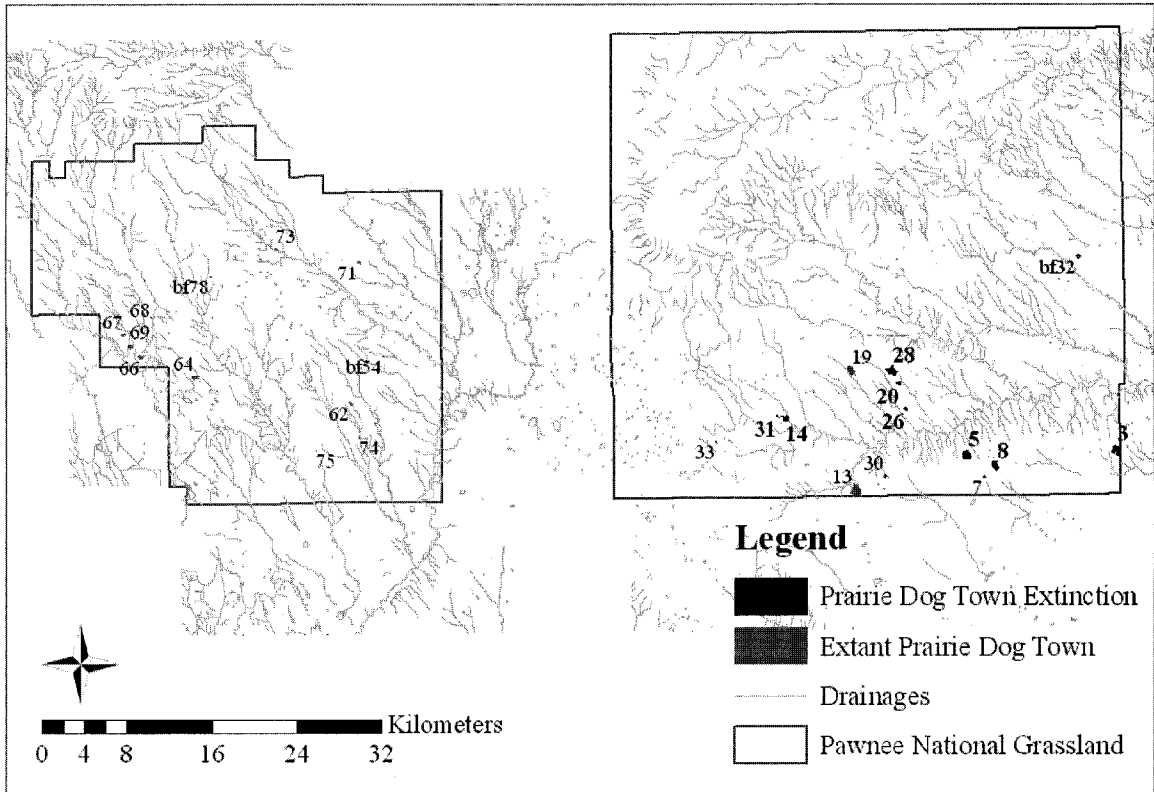 73
71
bf78
68
67
69
66
64
bf54
62
74
75
bf32
19
28
20
26
31
14
33
13
30
5
8
7
3
Legend
Prairie Dog Town Extinction
Extant Prairie Dog Town
Drainages
Pawnee National Grassland
Kilometers
0 4 8 16 24 32